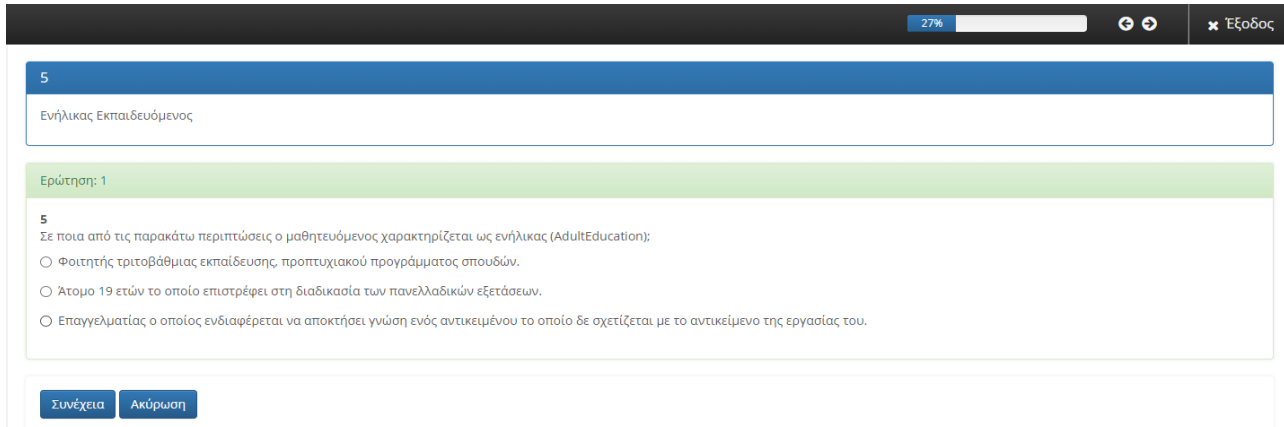 27%
Έξοδος
5
Ενήλικας Εκπαιδευόμενος
Ερώτηση: 1
5
Σε ποια από τις παρακάτω περιπτώσεις ο μαθητευόμενος χαρακτηρίζεται ως ενήλικας (AdultEducation);
Φοιτητής τριτοβάθμιας εκπαίδευσης, προπτυχιακού προγράμματος σπουδών.
Άτομο 19 ετών το οποίο επιστρέφει στη διαδικασία των πανελλαδικών εξετάσεων.
Επαγγελματίας ο οποίος ενδιαφέρεται να αποκτήσει γνώση ενός αντικειμένου το οποίο δε σχετίζεται με το αντικείμενο της εργασίας του.
Συνέχεια Ακύρωση